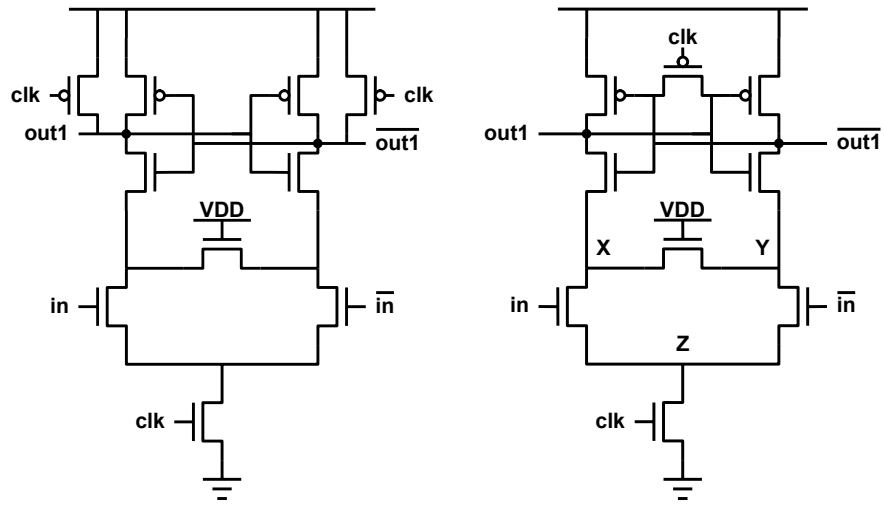 clk
clk
clk
out1
out1
out1
out1
VDD
VDD
X
Y
in
in
in
in
Z
clk
clk